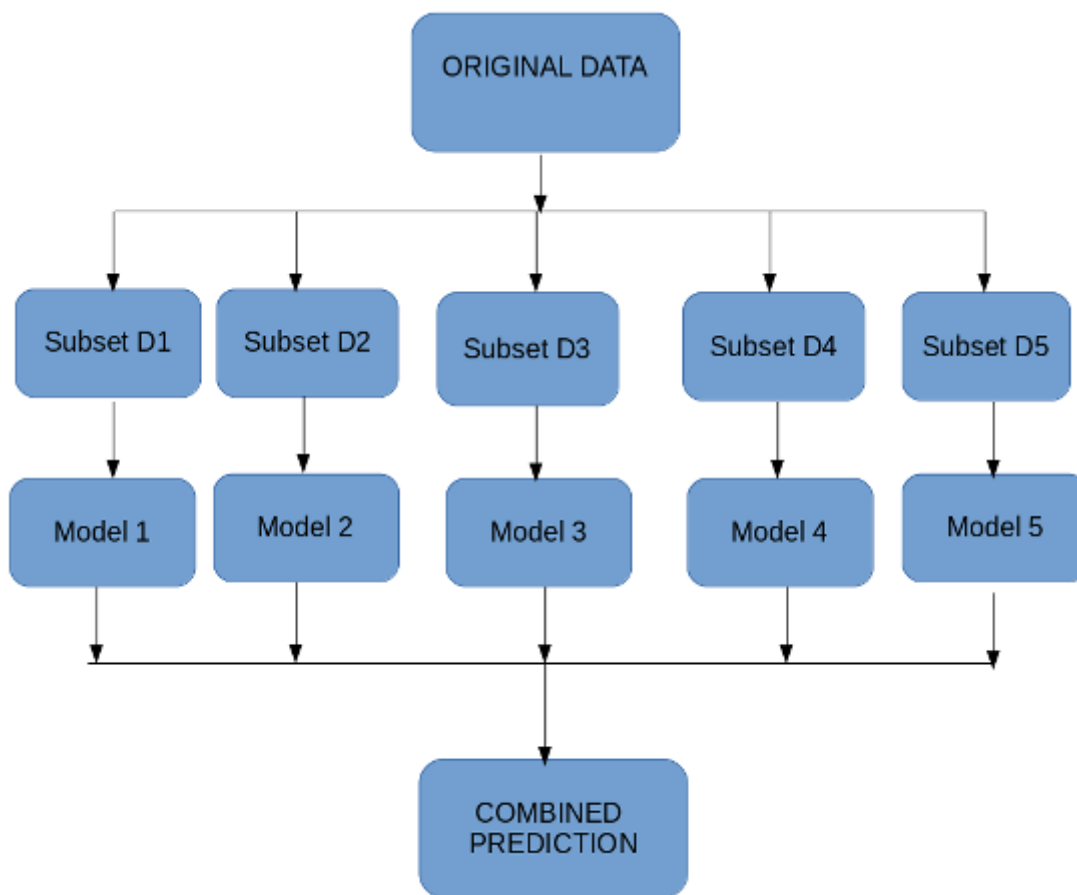 ORIGINAL DATA
Subset D1
Subset D2
Subset D3
Subset D4
Subset D5
Model 1
Model 2
Model 3
Model 4
Model 5
COMBINED
PREDICTION